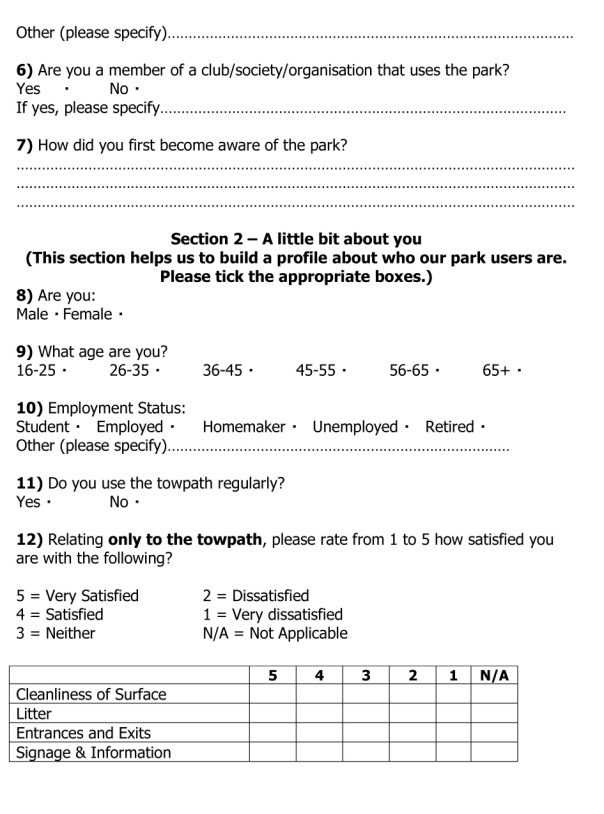 Other (please specify)……………………………………………………………………………………
6) Are you a member of a club/society/organisation that uses the park?
Yes · No ·
If yes, please specify……………………………………………………………………………………
7) How did you first become aware of the park?
……………………………………………………………………………………………………………………
……………………………………………………………………………………………………………………
……………………………………………………………………………………………………………………
Section 2 – A little bit about you
(This section helps us to build a profile about who our park users are.
Please tick the appropriate boxes.)
8) Are you:
Male · Female ·
9) What age are you?
16-25 · 26-35 · 36-45 · 45-55 · 56-65 · 65+ ·
10) Employment Status:
Student · Employed · Homemaker · Unemployed · Retired ·
Other (please specify)………………………………………………………………………
11) Do you use the towpath regularly?
Yes · No ·
12) Relating only to the towpath, please rate from 1 to 5 how satisfied you
are with the following?
5 = Very Satisfied 2 = Dissatisfied
4 = Satisfied 1 = Very dissatisfied
3 = Neither N/A = Not Applicable
5 4 3 2 1 N/A
Cleanliness of Surface
Litter
Entrances and Exits
Signage & Information